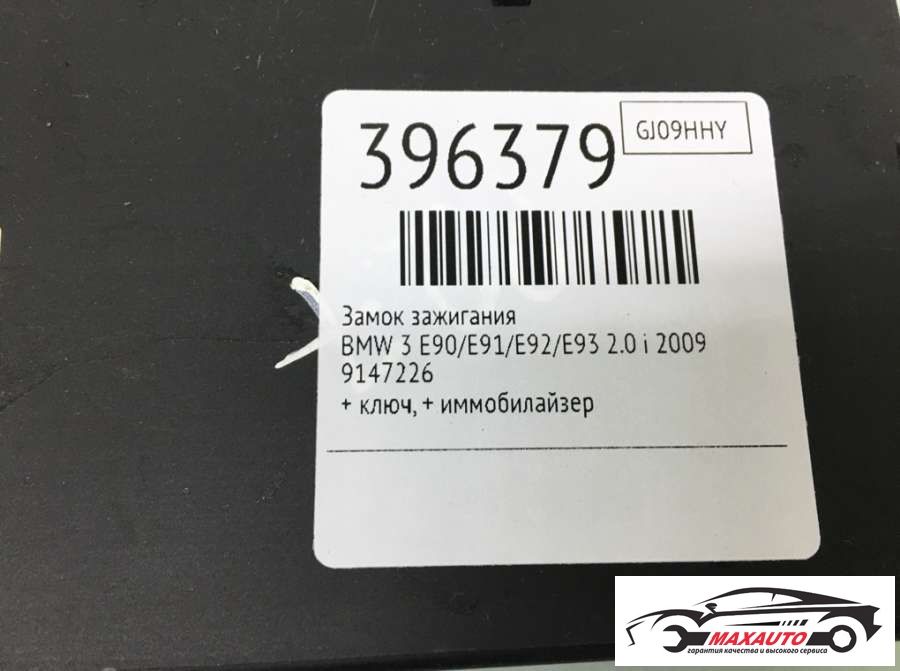 396379
GJ09HHY
Замок зажигания
BMW 3 E90/E91/E92/E93 2.0 i 2009
9147226
+ ключ, + иммобилайзер
MAXAUTO
гарантия качества и высокого сервиса